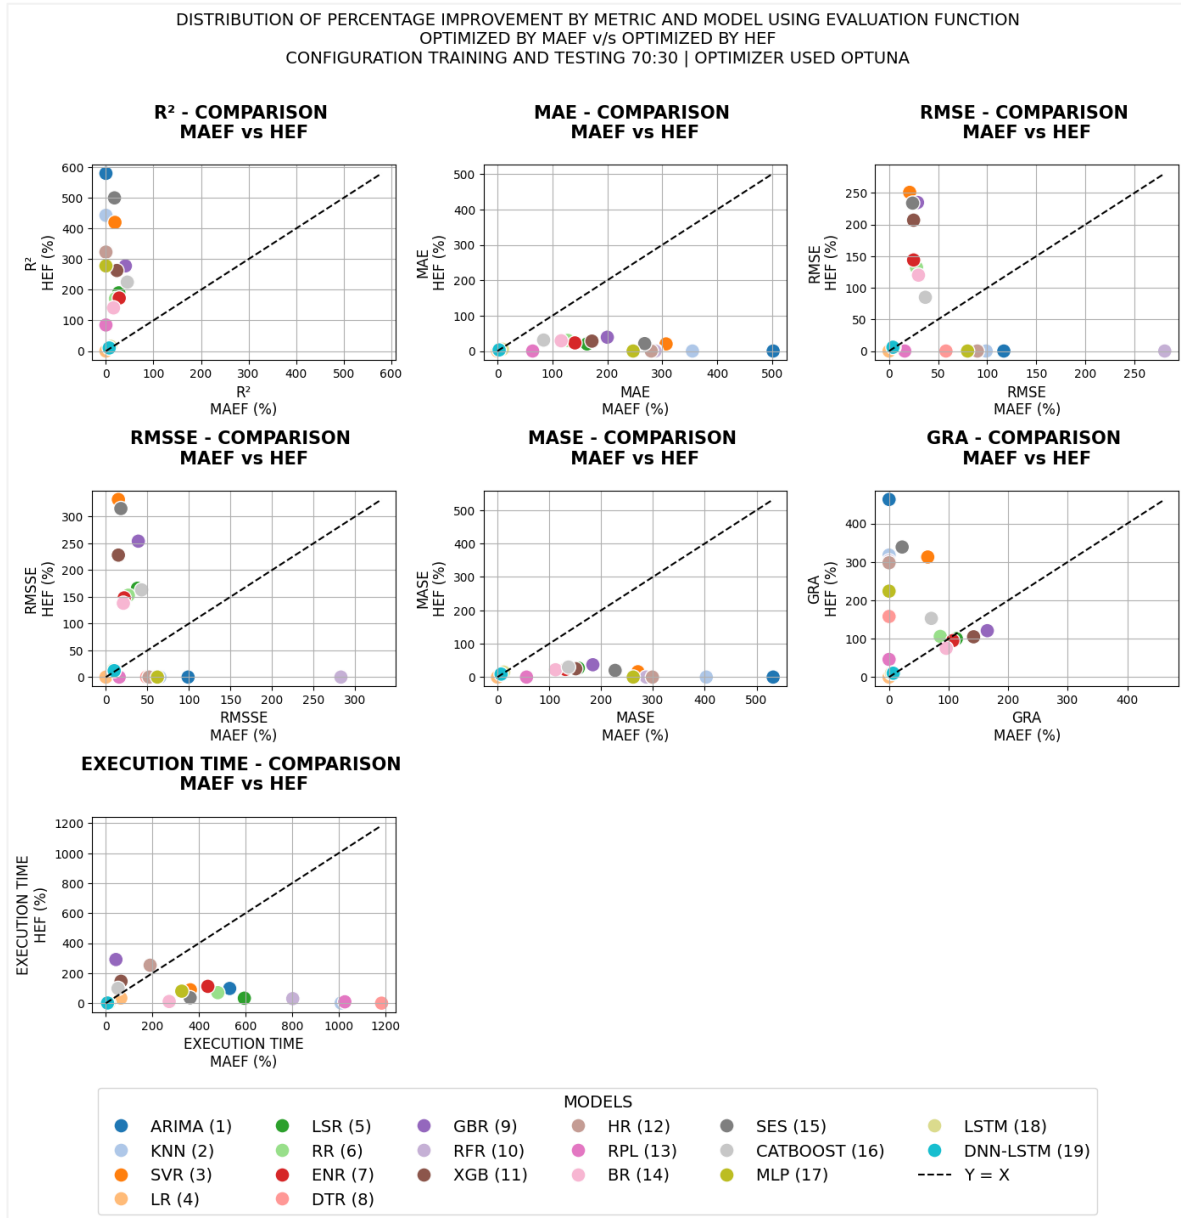 DISTRIBUTION OF PERCENTAGE IMPROVEMENT BY METRIC AND MODEL USING EVALUATION FUNCTION
OPTIMIZED BY MAEF v/s OPTIMIZED BY HEF
CONFIGURATION TRAINING AND TESTING 70:30 | OPTIMIZER USED OPTUNA
R² - COMPARISON
MAEF vs HEF
600
500
400
300
200
100
0
R²
HEF (%)
0 100 200 300 400 500 600
R²
MAEF (%)
MAE - COMPARISON
MAEF vs HEF
500
400
300
200
100
0
MAE
HEF (%)
0 100 200 300 400 500
MAE
MAEF (%)
RMSE - COMPARISON
MAEF vs HEF
250
200
150
100
50
0
RMSE
HEF (%)
0 50 100 150 200 250
RMSE
MAEF (%)
RMSSE - COMPARISON
MAEF vs HEF
300
250
200
150
100
50
0
RMSSE
HEF (%)
0 50 100 150 200 250 300
RMSSE
MAEF (%)
MASE - COMPARISON
MAEF vs HEF
500
400
300
200
100
0
MASE
HEF (%)
0 100 200 300 400 500
MASE
MAEF (%)
GRA - COMPARISON
MAEF vs HEF
400
300
200
100
0
GRA
HEF (%)
0 100 200 300 400
GRA
MAEF (%)
EXECUTION TIME - COMPARISON
MAEF vs HEF
1200
1000
800
600
400
200
0
EXECUTION TIME
HEF (%)
0 200 400 600 800 1000 1200
EXECUTION TIME
MAEF (%)
MODELS
ARIMA (1) LSR (5) GBR (9) HR (12) SES (15) LSTM (18)
KNN (2) RR (6) RFR (10) RPL (13) CATBOOST (16) DNN-LSTM (19)
SVR (3) ENR (7) XGB (11) BR (14) MLP (17) Y = X
LR (4) DTR (8)